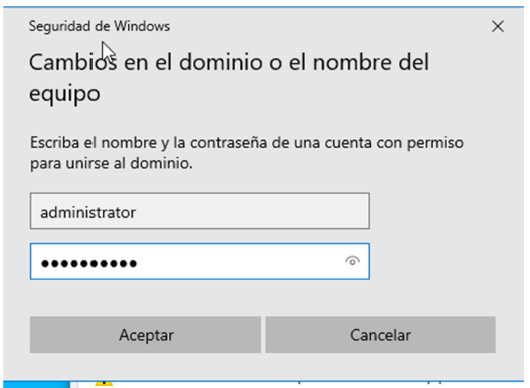 Seguridad de Windows
Cambios en el dominio o el nombre del
equipo
Escriba el nombre y la contraseña de una cuenta con permiso
para unirse al dominio.
administrator
●●●●●●●●●●
Aceptar
Cancelar